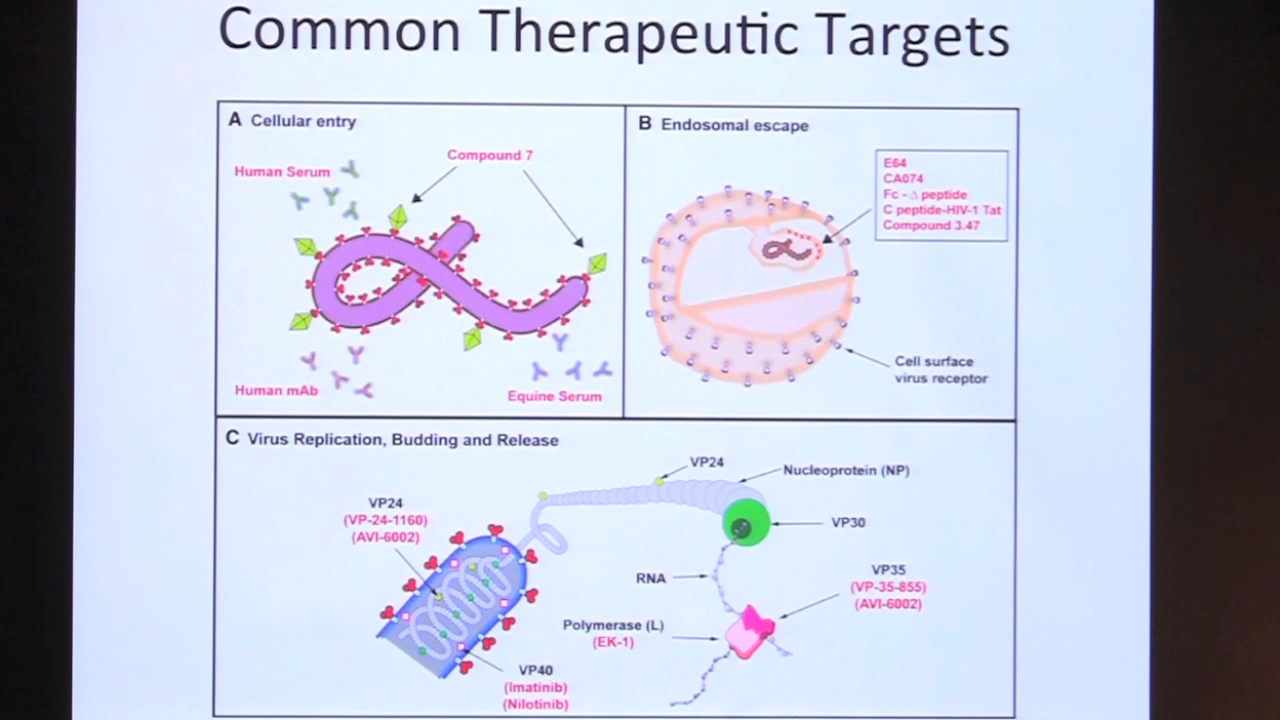 Common Therapeutic Targets
A Cellular entry
Human Serum
Compound 7
Human mAb
Equine Serum
B Endosomal escape
E64
CA074
Fc - Δ peptide
C peptide-HIV-1 Tat
Compound 3.47
Cell surface
virus receptor
C Virus Replication, Budding and Release
VP24
(VP-24-1160)
(AVI-6002)
VP24
Nucleoprotein (NP)
VP30
RNA
VP35
(VP-35-855)
(AVI-6002)
Polymerase (L)
(EK-1)
VP40
(Imatinib)
(Nilotinib)